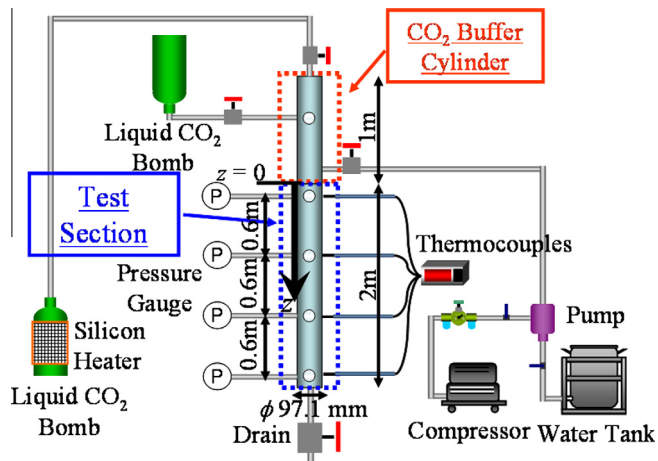 CO₂ Buffer
Cylinder
Liquid CO₂
Bomb
1m
z = 0
Test
Section
P
0.6m
Thermocouples
P
Pressure
Gauge
0.6m
z
2m
P
0.6m
Silicon
Heater
Pump
P
Liquid CO₂
Bomb
ϕ 97.1 mm
Drain
Compressor
Water Tank